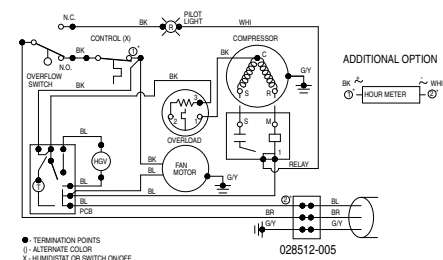 N.C.
BK
R
PILOT
LIGHT
WHI
CONTROL (X)
COMPRESSOR
BK
1*
BK
C
N.O.
OVERFLOW
SWITCH
BK
BK
G/Y
S
R
3
2
1
OVERLOAD
S
M
BL
HGV
FAN
MOTOR
BK
BL
BL
G/Y
1
RELAY
T
BL
PCB
2*
BL
BR
BR
G/Y
G/Y
028512-005
ADDITIONAL OPTION
BK
~
1*
HOUR METER
~
WHI
2*
● - TERMINATION POINTS
() - ALTERNATE COLOR
X - HUMIDISTAT OR SWITCH ON/OFF